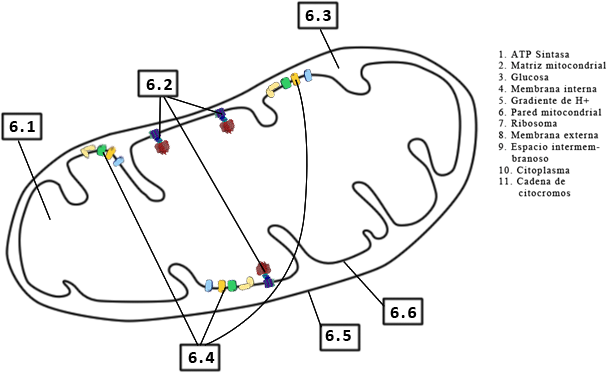 6.3
6.2
6.1
6.6
6.5
6.4
1. ATP Sintasa
2. Matriz mitocondrial
3. Glucosa
4. Membrana interna
5. Gradiente de H+
6. Pared mitocondrial
7. Ribosoma
8. Membrana externa
9. Espacio intermem-
branoso
10. Citoplasma
11. Cadena de
citocromos